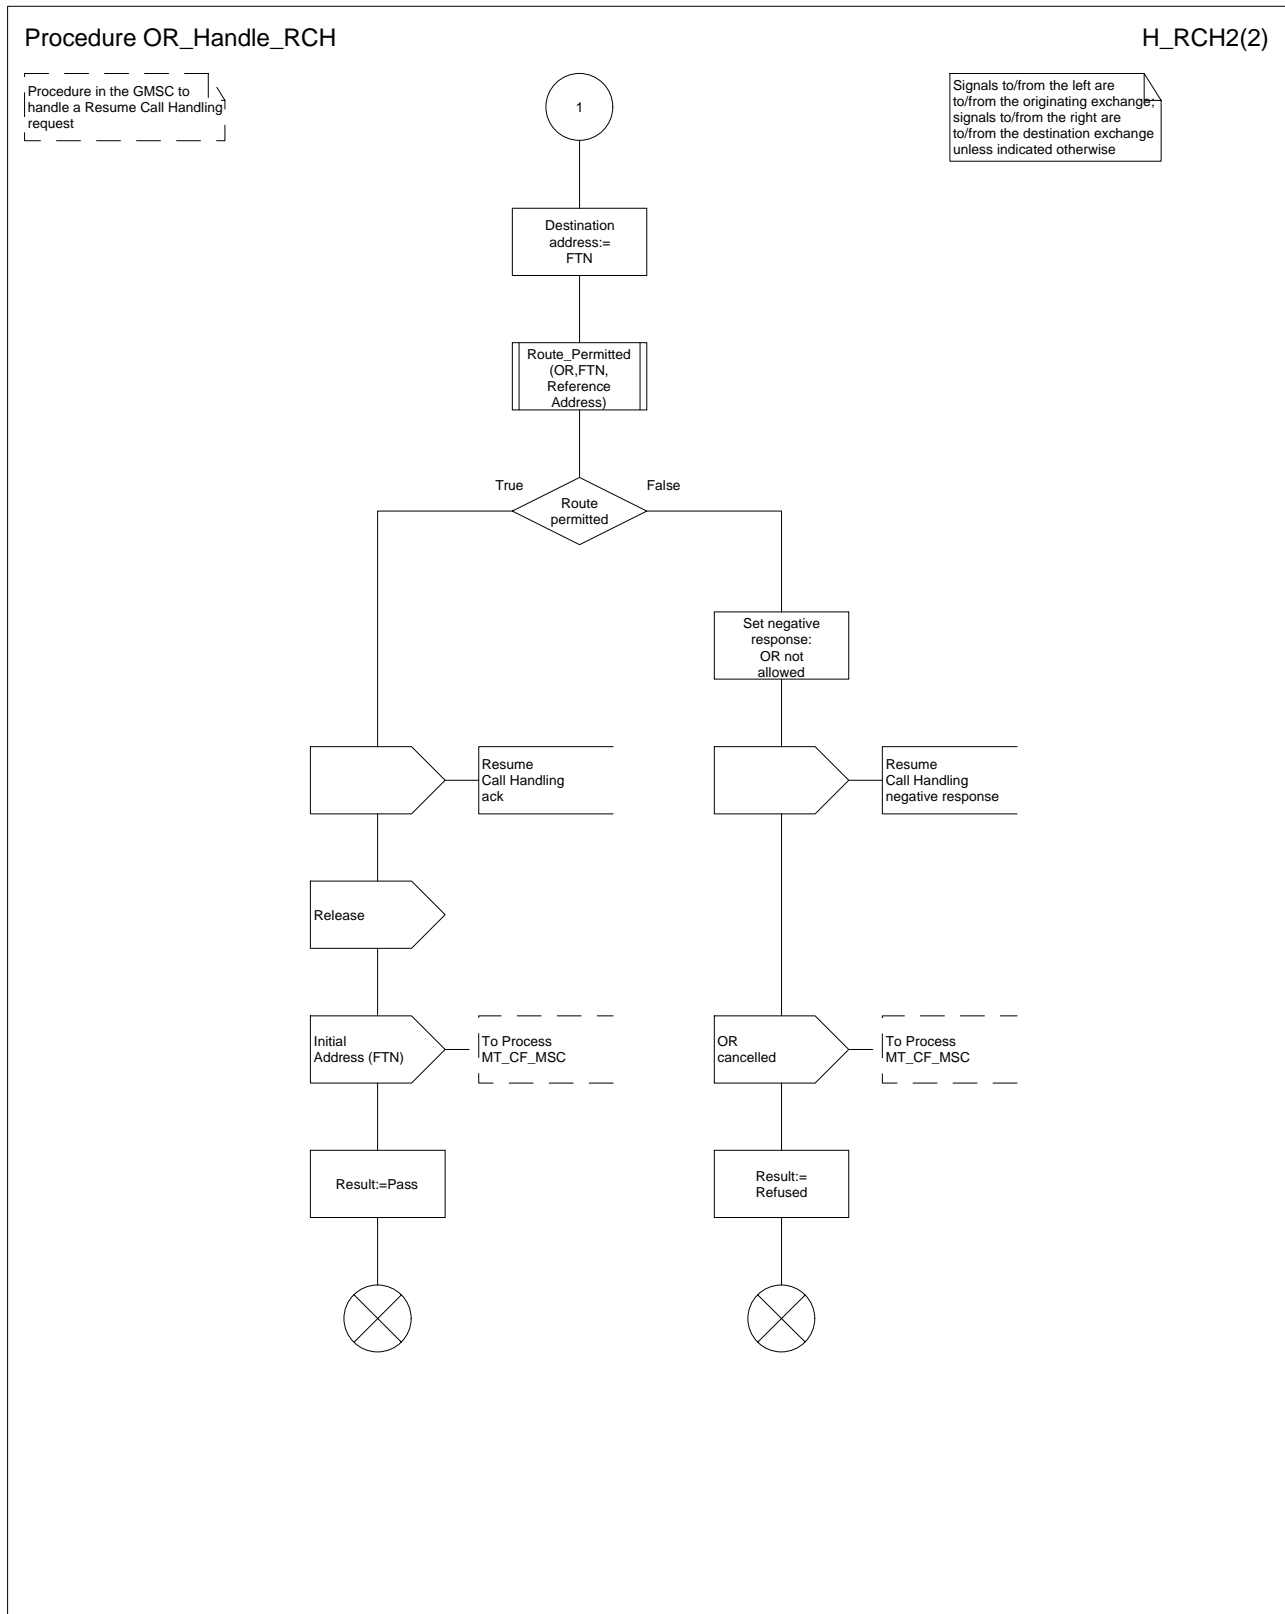 Procedure OR_Handle_RCH
H_RCH2(2)
Procedure in the GMSC to
handle a Resume Call Handling
request
1
Signals to/from the left are
to/from the originating exchange;
signals to/from the right are
to/from the destination exchange
unless indicated otherwise
Destination
address:=
FTN
Route_Permitted
(OR,FTN,
Reference
Address)
True
False
Route
permitted
Set negative
response:
OR not
allowed
Resume
Call Handling
ack
Resume
Call Handling
negative response
Release
Initial
Address (FTN)
To Process
MT_CF_MSC
OR
cancelled
To Process
MT_CF_MSC
Result:=Pass
Result:=
Refused